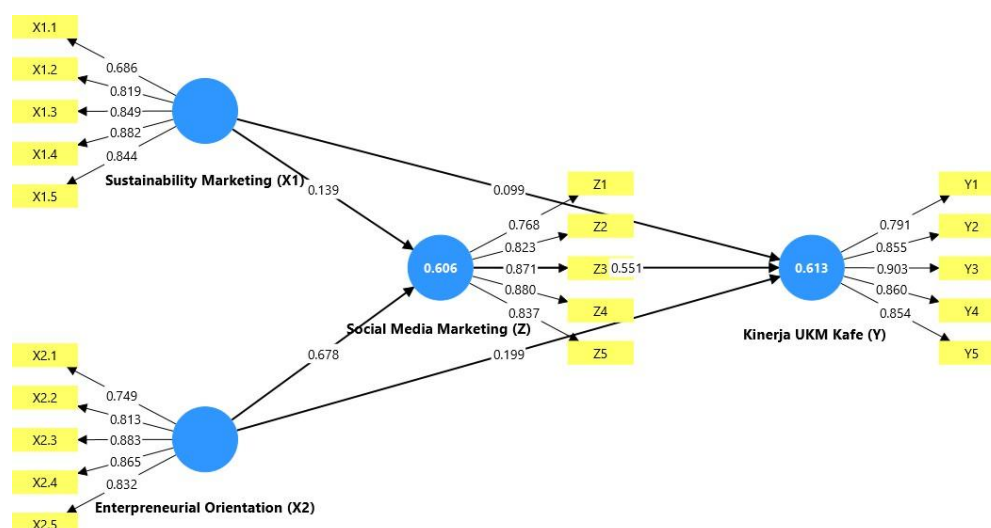 X1.1
0.686
X1.2
0.819
X1.3
0.849
X1.4
0.882
X1.5
0.844
Sustainability Marketing (X1)
0.139
0.099
Z1
0.768
Z2
0.823
Z3
0.871
0.551
0.880
Z4
0.837
Z5
0.606
Social Media Marketing (Z)
0.613
Y1
0.791
Y2
0.855
Y3
0.903
Y4
0.860
Y5
0.854
Kinerja UKM Kafe (Y)
0.678
0.199
X2.1
0.749
X2.2
0.813
X2.3
0.883
X2.4
0.865
X2.5
0.832
Enterpreneurial Orientation (X2)